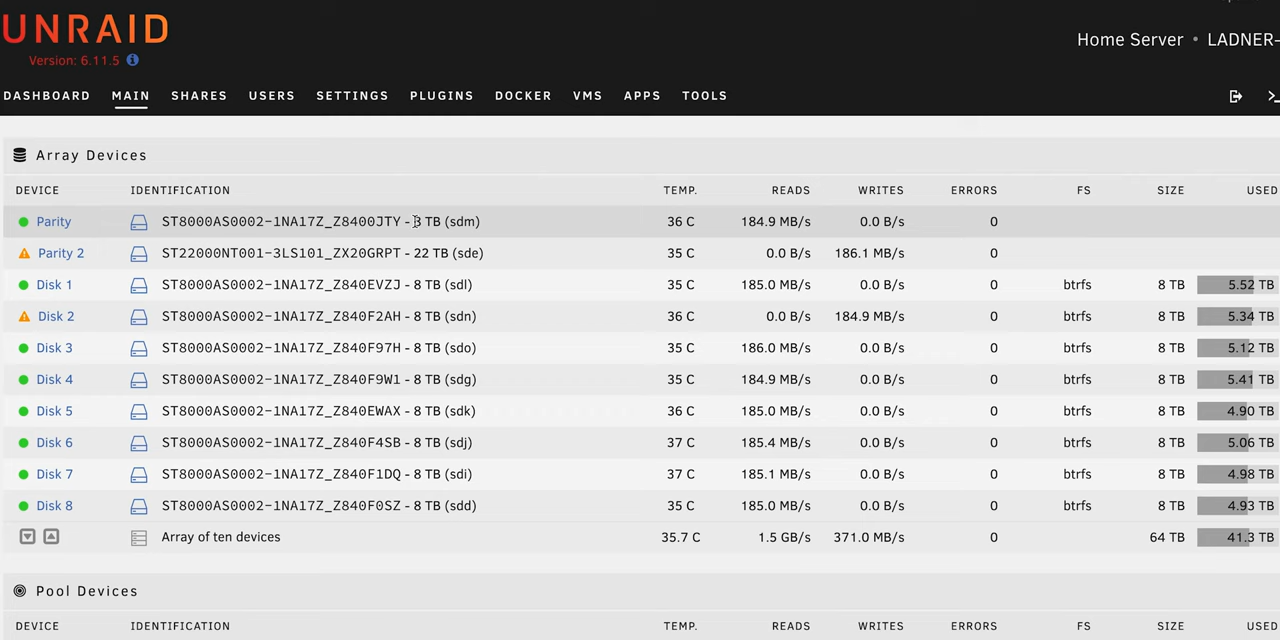 UNRAID
Version: 6.11.5
Home Server • LADNER-
DASHBOARD MAIN SHARES USERS SETTINGS PLUGINS DOCKER VMS APPS TOOLS
Array Devices
DEVICE IDENTIFICATION TEMP. READS WRITES ERRORS FS SIZE USED
Parity ST8000AS0002-1NA17Z_Z8400JTY - 8 TB (sdm) 36 C 184.9 MB/s 0.0 B/s 0
Parity 2 ST22000NT001-3LS101_ZX20GRPT - 22 TB (sde) 35 C 0.0 B/s 186.1 MB/s 0
Disk 1 ST8000AS0002-1NA17Z_Z840EVZJ - 8 TB (sdl) 35 C 185.0 MB/s 0.0 B/s 0 btrfs 8 TB 5.52 TB
Disk 2 ST8000AS0002-1NA17Z_Z840F2AH - 8 TB (sdn) 36 C 0.0 B/s 184.9 MB/s 0 btrfs 8 TB 5.34 TB
Disk 3 ST8000AS0002-1NA17Z_Z840F97H - 8 TB (sdo) 35 C 186.0 MB/s 0.0 B/s 0 btrfs 8 TB 5.12 TB
Disk 4 ST8000AS0002-1NA17Z_Z840F9W1 - 8 TB (sdg) 35 C 184.9 MB/s 0.0 B/s 0 btrfs 8 TB 5.41 TB
Disk 5 ST8000AS0002-1NA17Z_Z840EWAX - 8 TB (sdk) 36 C 185.0 MB/s 0.0 B/s 0 btrfs 8 TB 4.90 TB
Disk 6 ST8000AS0002-1NA17Z_Z840F4SB - 8 TB (sdj) 37 C 185.4 MB/s 0.0 B/s 0 btrfs 8 TB 5.06 TB
Disk 7 ST8000AS0002-1NA17Z_Z840F1DQ - 8 TB (sdi) 37 C 185.1 MB/s 0.0 B/s 0 btrfs 8 TB 4.98 TB
Disk 8 ST8000AS0002-1NA17Z_Z840F0SZ - 8 TB (sdd) 35 C 185.0 MB/s 0.0 B/s 0 btrfs 8 TB 4.93 TB
Array of ten devices 35.7 C 1.5 GB/s 371.0 MB/s 0 64 TB 41.3 TB
Pool Devices
DEVICE IDENTIFICATION TEMP. READS WRITES ERRORS FS SIZE USED